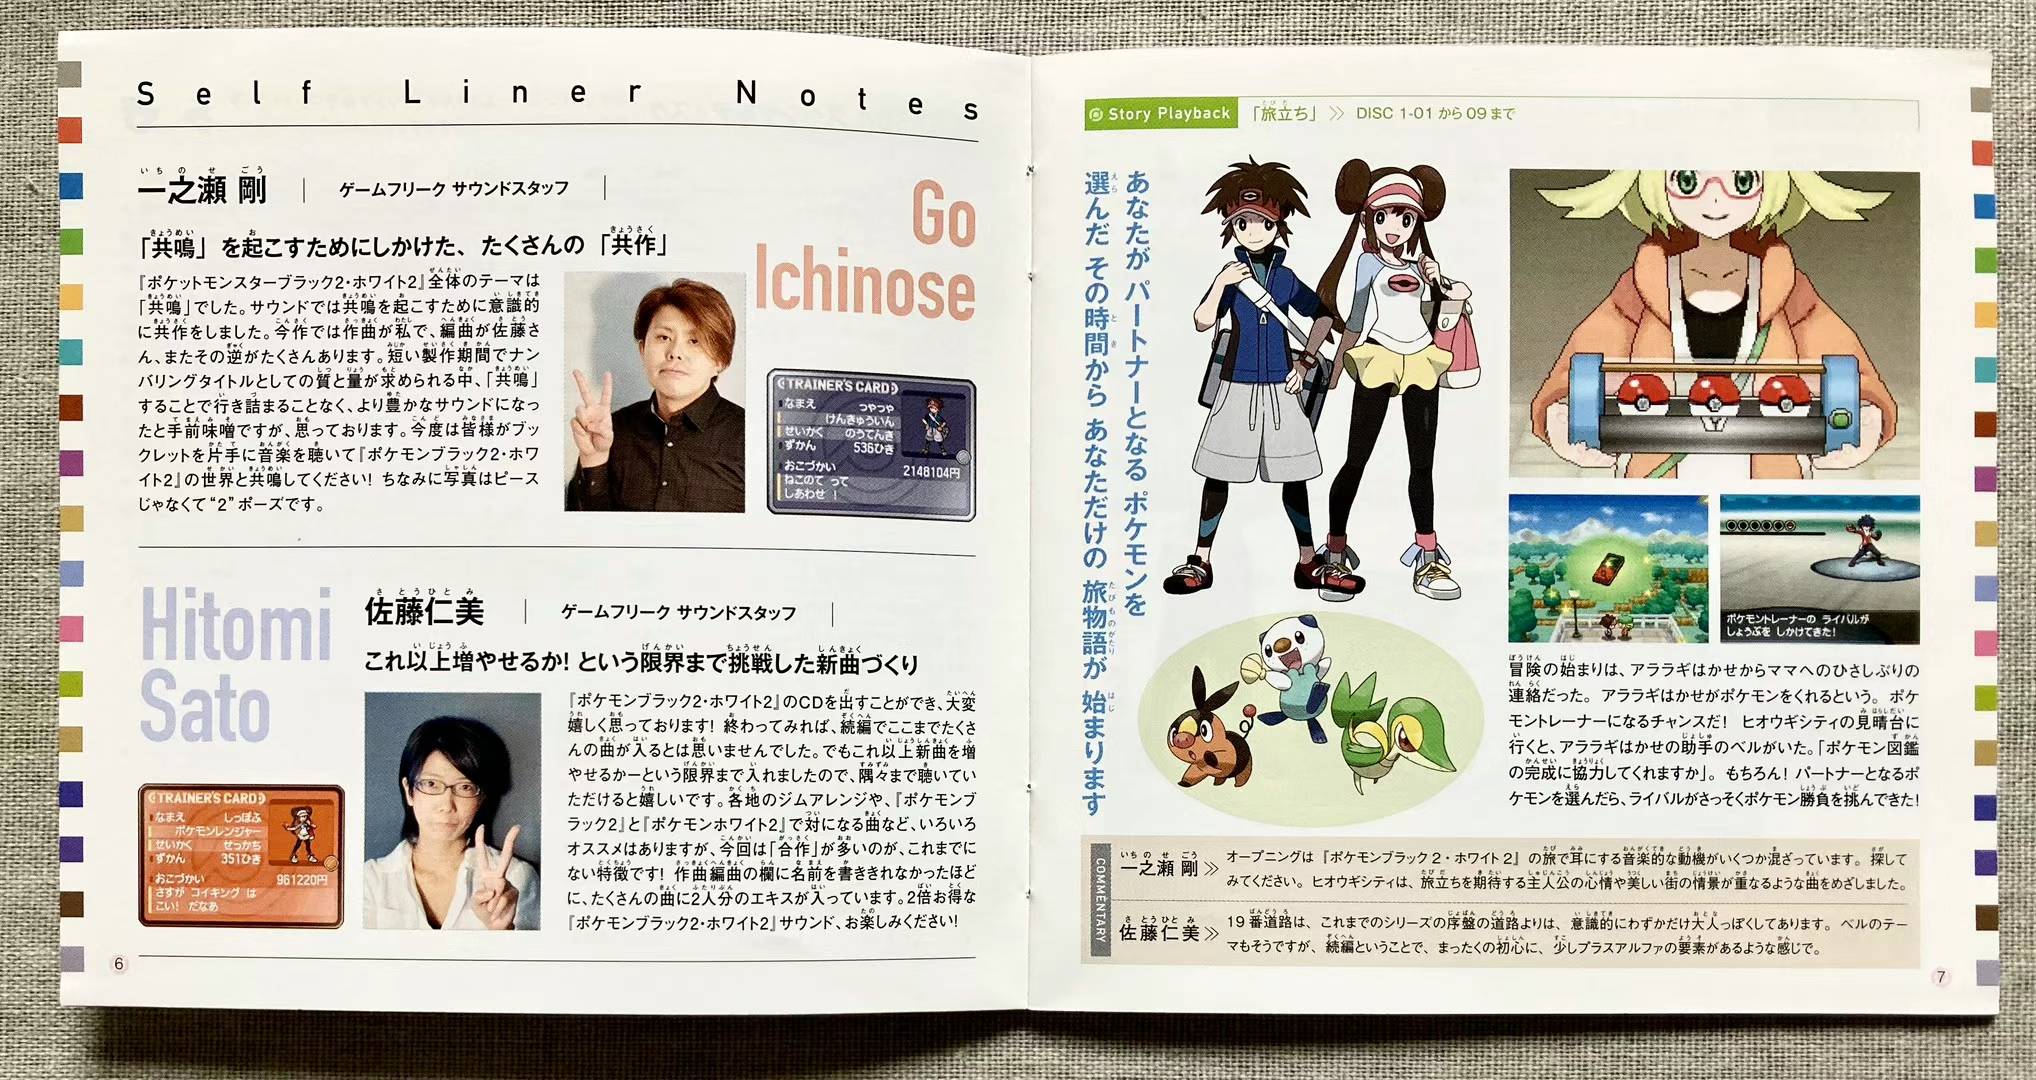 Self Liner Notes
一之瀬 剛
ゲームフリーク サウンドスタッフ
Go
Ichinose
「共鳴」を起こすためにしかけた、たくさんの「共作」
『ポケットモンスターブラック2・ホワイト2』全体のテーマは
「共鳴」でした。サウンドでは共鳴を起こすために意識的
に共作をしました。今作では作曲が私で、編曲が佐藤さ
ん、またその逆がたくさんあります。短い製作期間でナン
バリングタイトルとしての質と量が求められる中、「共鳴」
することで行き詰まることなく、より豊かなサウンドになっ
たと手前味噌ですが、思っております。今度は皆様がブッ
クレットを片手に音楽を聴いて『ポケモンブラック2・ホワ
イト2』の世界と共鳴してください! ちなみに写真はピース
じゃなくて“2”ポーズです。
TRAINER'S CARD
なまえ つやつや
けんきゅういん
せいかく のうてんき
ずかん 536ひき
おこづかい 2148104円
ねこのて って
しあわせ !
Hitomi
Sato
佐藤仁美
ゲームフリーク サウンドスタッフ
これ以上増やせるか! という限界まで挑戦した新曲づくり
『ポケモンブラック2・ホワイト2』のCDを出すことができ、大変
嬉しく思っております! 終わってみれば、続編でここまでたくさ
んの曲が入るとは思いませんでした。でもこれ以上新曲を増
やせるかーという限界まで入れましたので、隅々まで聴いてい
ただけると嬉しいです。各地のジムアレンジや、『ポケモンブ
ラック2』と『ポケモンホワイト2』で対になる曲など、いろいろ
オススメはありますが、今回は「合作」が多いのが、これまでに
ない特徴です! 作曲編曲の欄に名前を書ききれなかったほど
に、たくさんの曲に2人分のエキスが入っています。2倍お得な
『ポケモンブラック2・ホワイト2』サウンド、お楽しみください!
TRAINER'S CARD
なまえ しっぽふ
ポケモンレンジャー
せいかく せっかち
ずかん 351ひき
おこづかい 961220円
さすが コイキング は
こい! だなあ
6
Story Playback 「旅立ち」 >> DISC 1-01から09まで
あなたが パートナーとなる ポケモンを
選んだ その時間から あなただけの 旅物語が 始まります
ポケモントレーナーの ライバルが
しょうぶを しかけてきた!
冒険の始まりは、アララギはかせからママへのひさしぶりの
連絡だった。アララギはかせがポケモンをくれるという。ポケ
モントレーナーになるチャンスだ! ヒオウギシティの見晴台に
行くと、アララギはかせの助手のベルがいた。「ポケモン図鑑
の完成に協力してくれますか」。もちろん! パートナーとなるポ
ケモンを選んだら、ライバルがさっそくポケモン勝負を挑んできた!
COMMENTARY
一之瀬 剛 >> オープニングは『ポケモンブラック2・ホワイト2』の旅で耳にする音楽的な動機がいくつか混ざっています。探して
みてください。ヒオウギシティは、旅立ちを期待する主人公の心情や美しい街の情景が重なるような曲をめざしました。
佐藤仁美 >> 19番道路は、これまでのシリーズの序盤の道路よりは、意識的にわずかだけ大人っぽくしてあります。ベルのテー
マもそうですが、続編ということで、まったくの初心に、少しプラスアルファの要素があるような感じで。
7